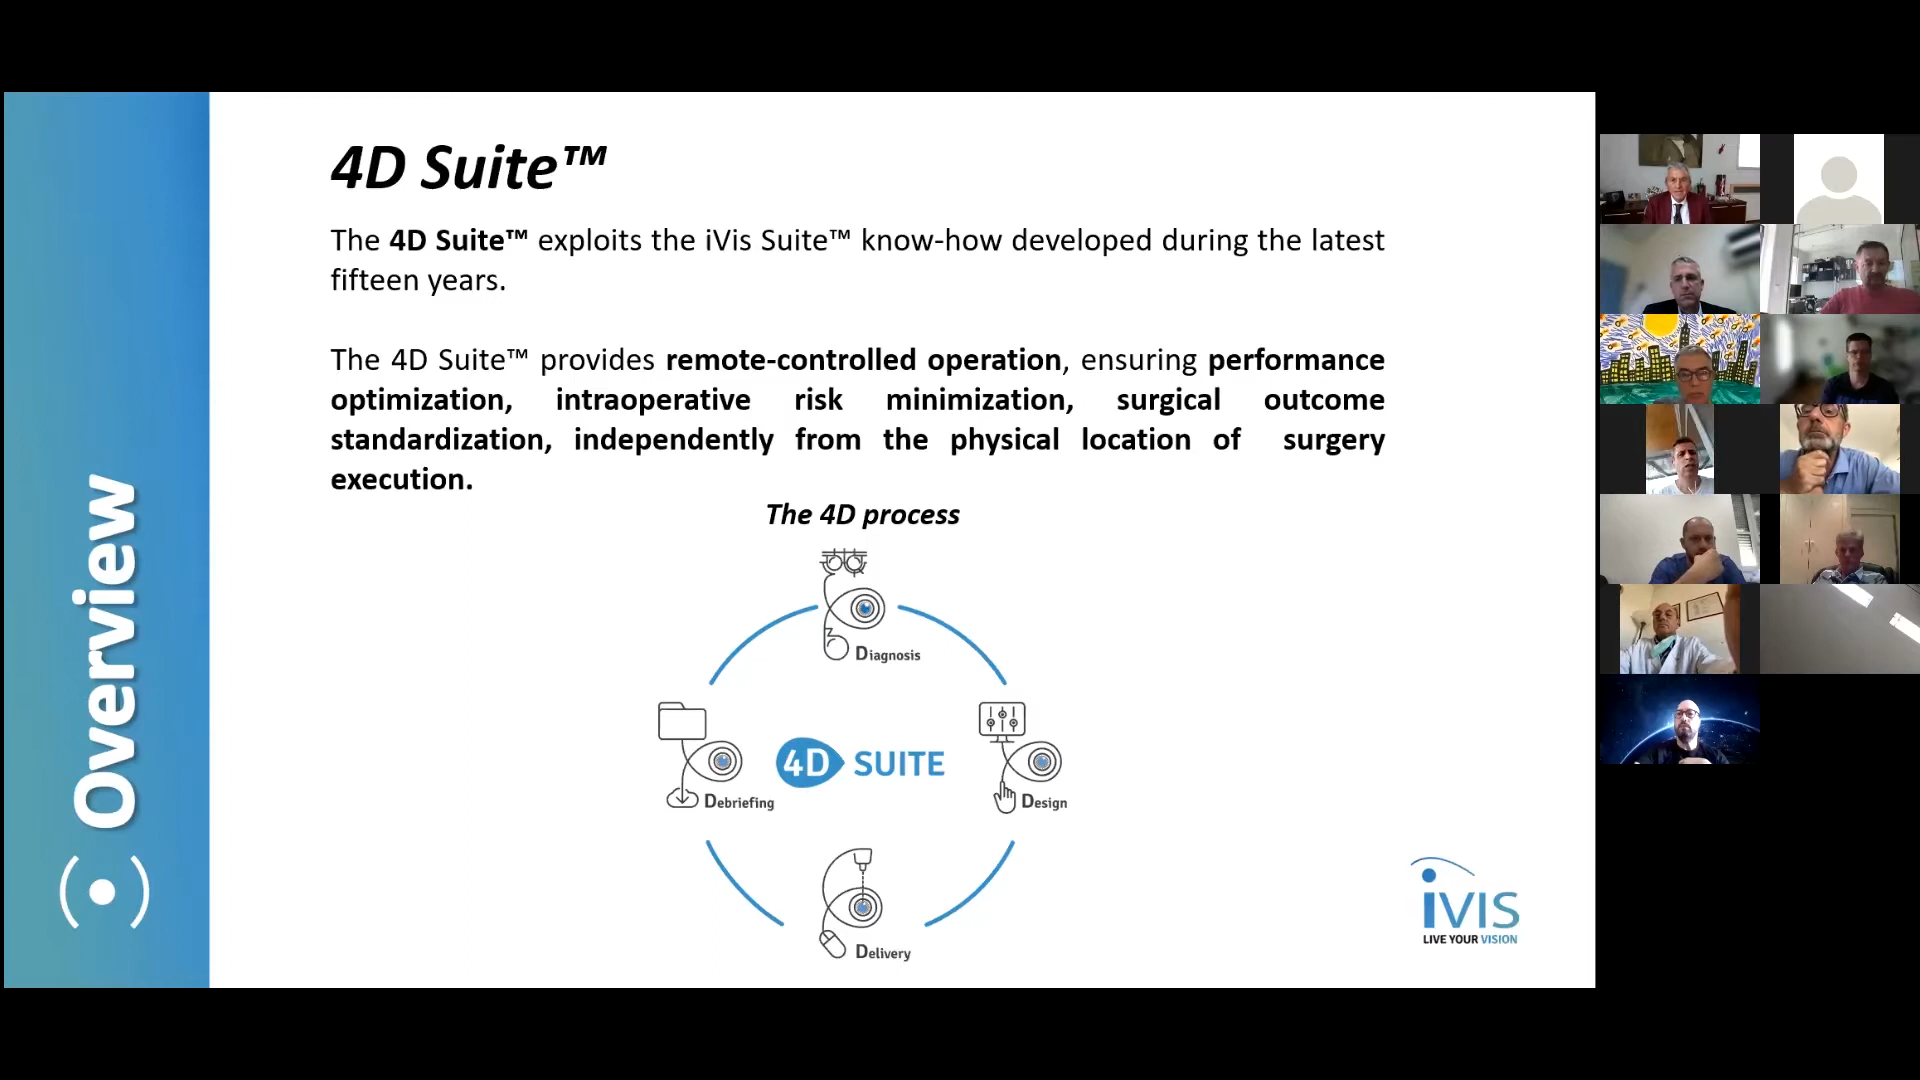 Overview
4D Suite™
The 4D Suite™ exploits the iVis Suite™ know-how developed during the latest
fifteen years.
The 4D Suite™ provides remote-controlled operation, ensuring performance
optimization, intraoperative risk minimization, surgical outcome
standardization, independently from the physical location of surgery
execution.
The 4D process
Diagnosis
Debriefing
4D SUITE
Design
Delivery
iVIS
LIVE YOUR VISION